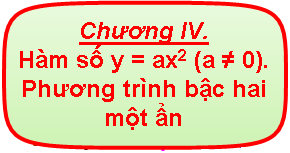 Chương IV.
Hàm số y = ax² (a ≠ 0).
Phương trình bậc hai
một ẩn